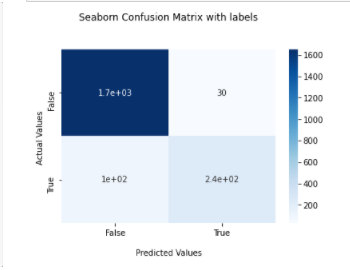 Seaborn Confusion Matrix with labels
1600
1400
1200
1000
800
600
400
200
Actual Values
False
True
1.7e+03
30
1e+02
2.4e+02
False
True
Predicted Values